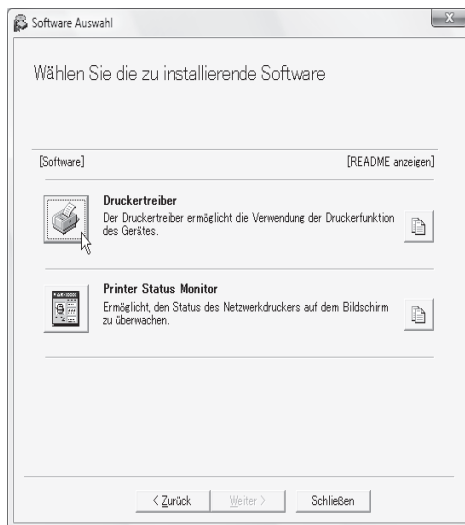 Software Auswahl
Wählen Sie die zu installierende Software
[Software] [README anzeigen]
Druckertreiber
Der Druckertreiber ermöglicht die Verwendung der Druckerfunktion
des Gerätes.
Printer Status Monitor
Ermöglicht, den Status des Netzwerkdruckers auf dem Bildschirm
zu überwachen.
< Zurück Weiter > Schließen